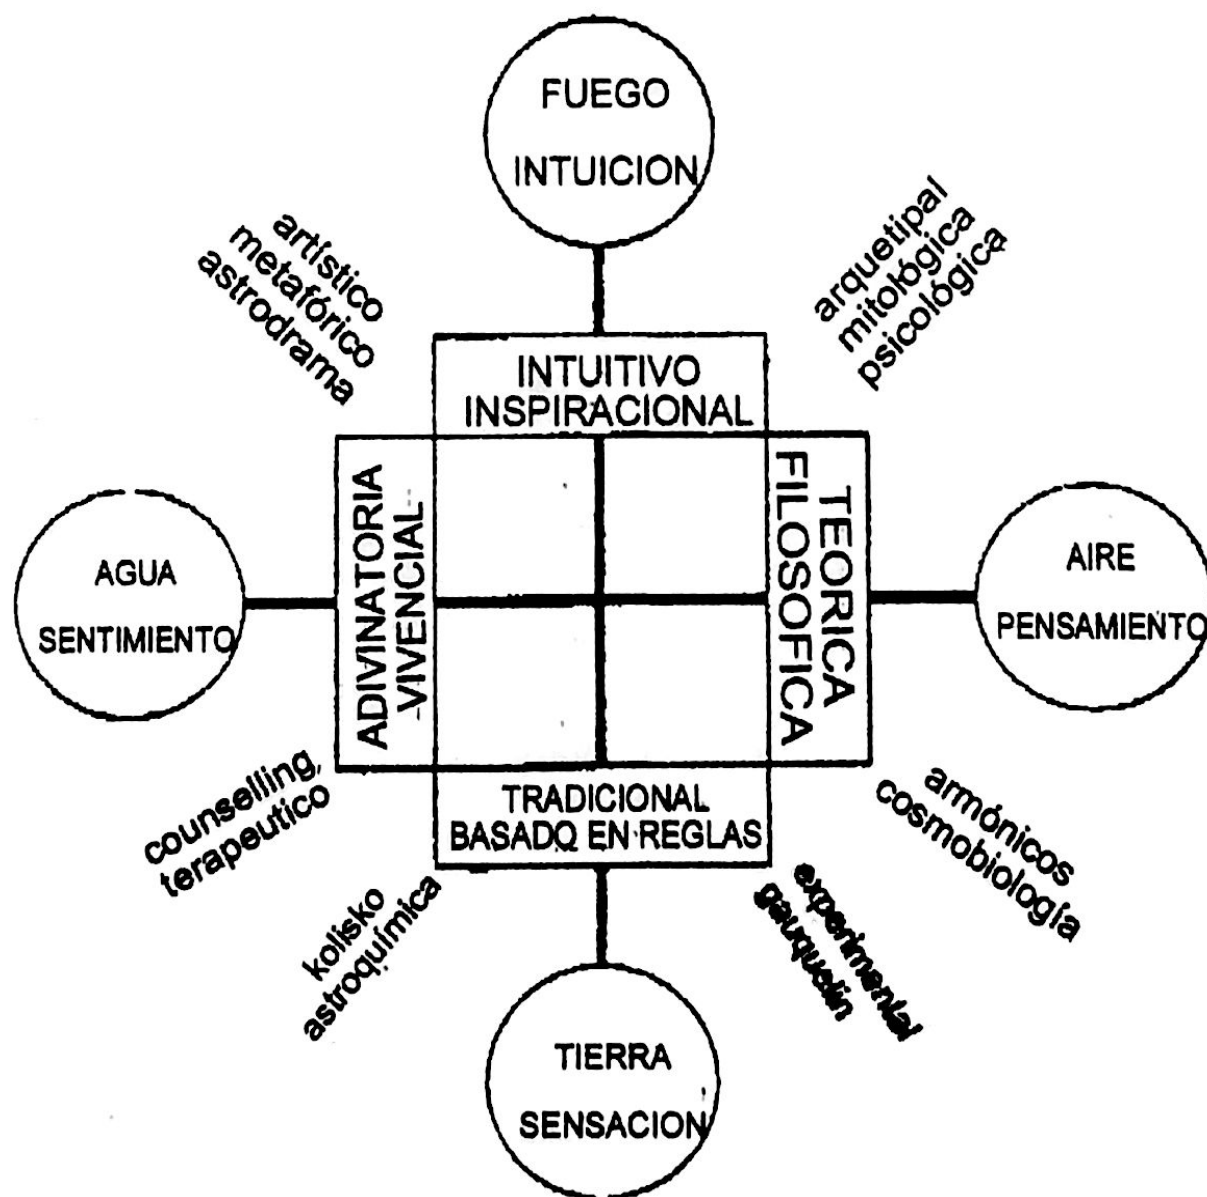 FUEGO
INTUICION
artístico
metafórico
astrodrama
arquetipal
mitológica
psicológica
INTUITIVO
INSPIRACIONAL
ADIVINATORIA
-VIVENCIAL
TEORICA
FILOSOFICA
AGUA
SENTIMIENTO
AIRE
PENSAMIENTO
counselling,
terapeutico
TRADICIONAL
BASADO EN REGLAS
armónicos
cosmobiología
kolisko
astroquímica
experimental
gauquelin
TIERRA
SENSACION